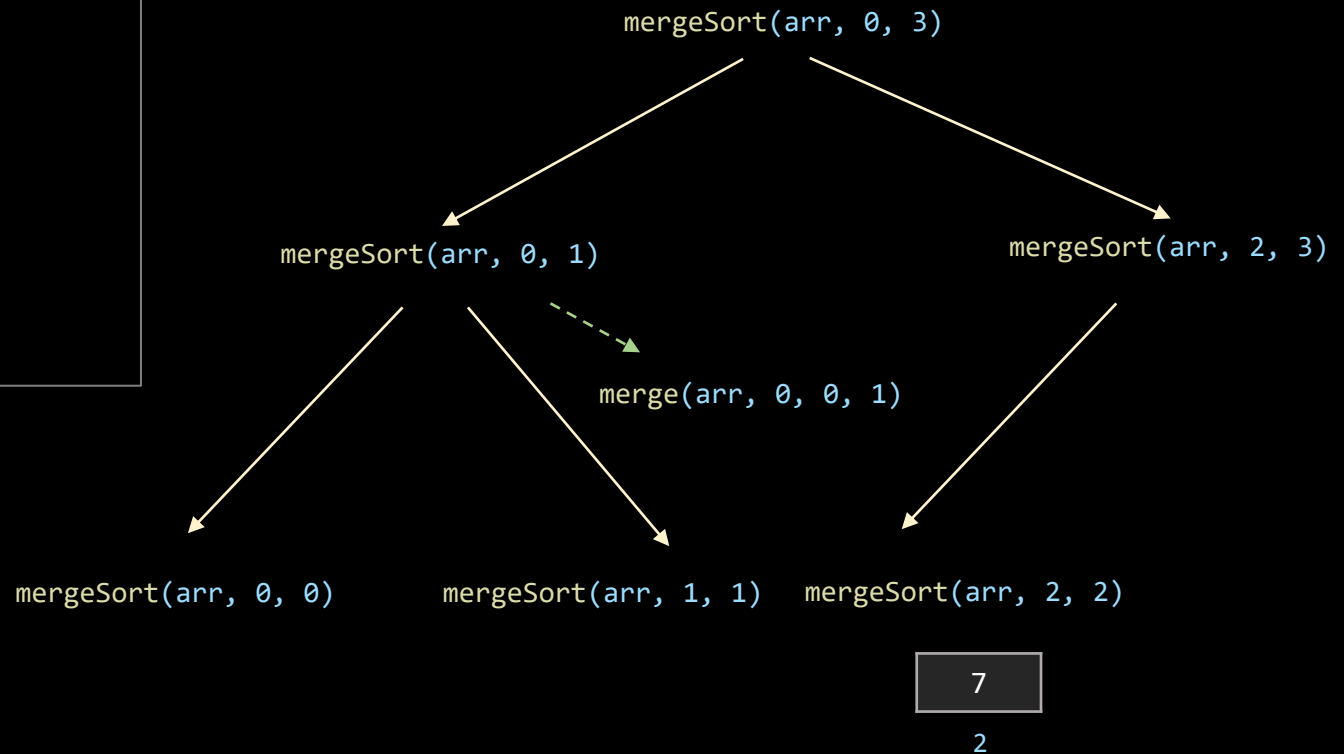 mergeSort(arr, 0, 3)
mergeSort(arr, 0, 1)
mergeSort(arr, 2, 3)
merge(arr, 0, 0, 1)
mergeSort(arr, 0, 0)
mergeSort(arr, 1, 1)
mergeSort(arr, 2, 2)
7
2